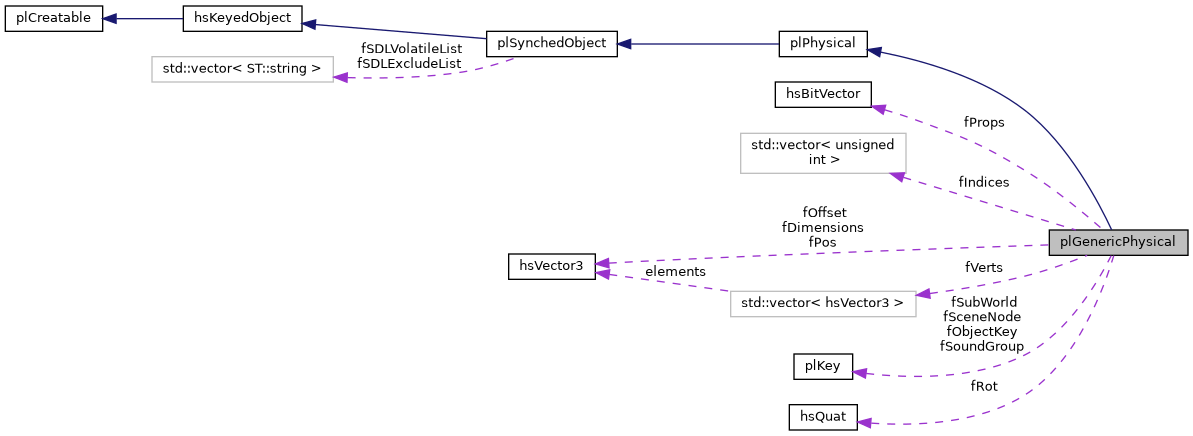 plCreatable
hsKeyedObject
plSynchedObject
plPhysical
fSDLVolatileList
fSDLExcludeList
std::vector< ST::string >
hsBitVector
fProps
std::vector< unsigned
int >
fIndices
fOffset
fDimensions
fPos
plGenericPhysical
hsVector3
elements
fVerts
std::vector< hsVector3 >
fSubWorld
fSceneNode
fObjectKey
fSoundGroup
plKey
fRot
hsQuat